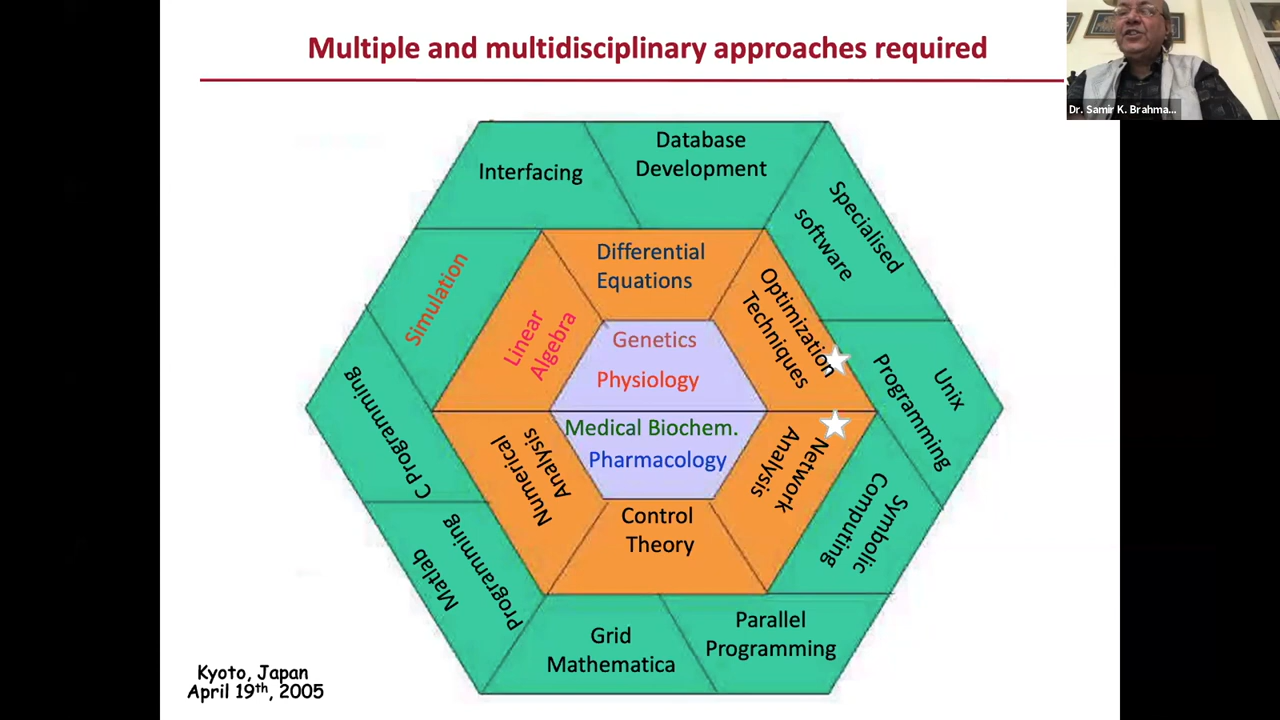 Multiple and multidisciplinary approaches required
Dr. Samir K. Brahma...
Interfacing
Database
Development
Specialised
software
Simulation
Differential
Equations
Optimization
Techniques
Linear
Algebra
Genetics
Physiology
Unix
Programming
C Programming
Medical Biochem.
Pharmacology
Numerical
Analysis
Network
Analysis
Symbolic
Computing
Control
Theory
Matlab
Programming
Grid
Mathematica
Parallel
Programming
Kyoto, Japan
April 19th, 2005